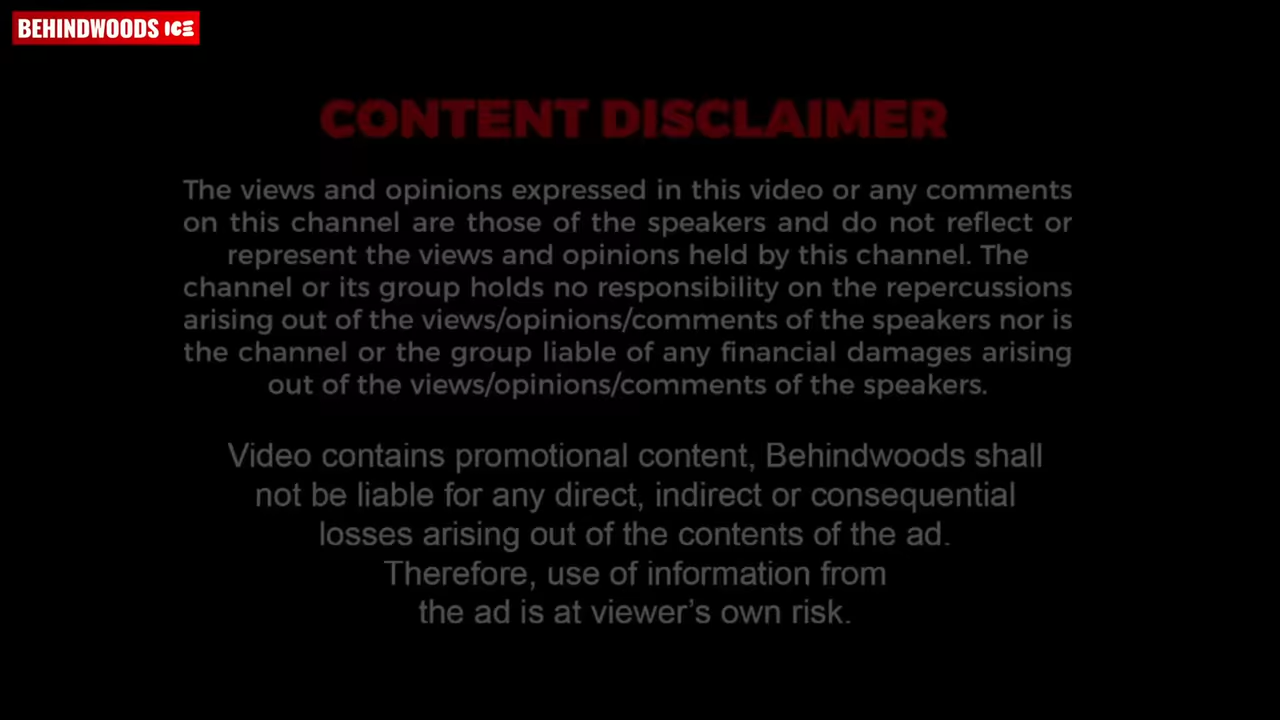 BEHINDWOODS ICE
CONTENT DISCLAIMER
The views and opinions expressed in this video or any comments
on this channel are those of the speakers and do not reflect or
represent the views and opinions held by this channel. The
channel or its group holds no responsibility on the repercussions
arising out of the views/opinions/comments of the speakers nor is
the channel or the group liable of any financial damages arising
out of the views/opinions/comments of the speakers.
Video contains promotional content, Behindwoods shall
not be liable for any direct, indirect or consequential
losses arising out of the contents of the ad.
Therefore, use of information from
the ad is at viewer’s own risk.